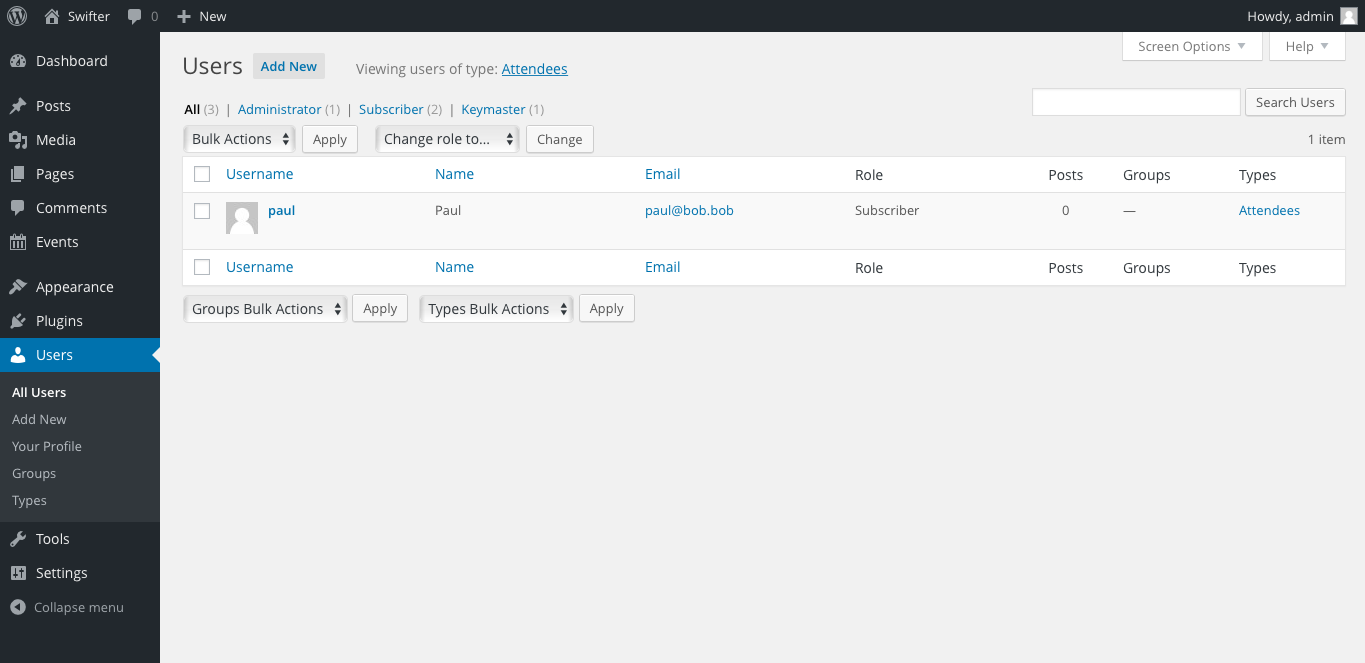 Swifter 0 New Howdy, admin
Dashboard
Posts
Media
Pages
Comments
Events
Appearance
Plugins
Users
All Users
Add New
Your Profile
Groups
Types
Tools
Settings
Collapse menu
Screen Options Help
Users Add New Viewing users of type: Attendees
All (3) | Administrator (1) | Subscriber (2) | Keymaster (1)
Search Users
Bulk Actions Apply Change role to... Change 1 item
Username Name Email Role Posts Groups Types
paul Paul paul@bob.bob Subscriber 0 — Attendees
Username Name Email Role Posts Groups Types
Groups Bulk Actions Apply Types Bulk Actions Apply